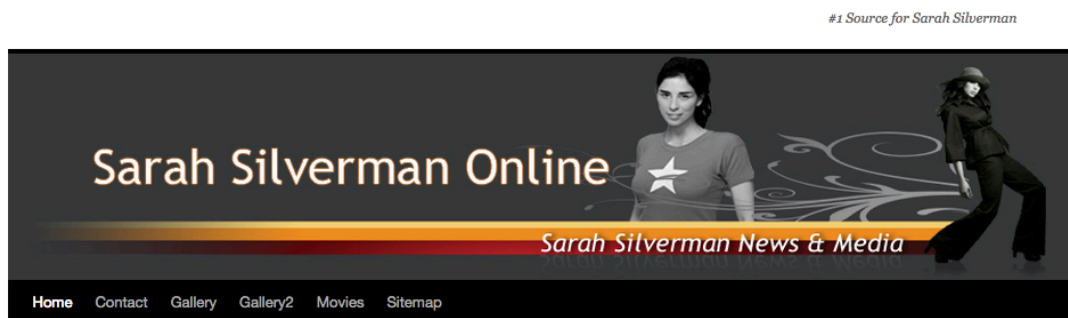 #1 Source for Sarah Silverman
Sarah Silverman Online
Sarah Silverman News & Media
Home Contact Gallery Gallery2 Movies Sitemap